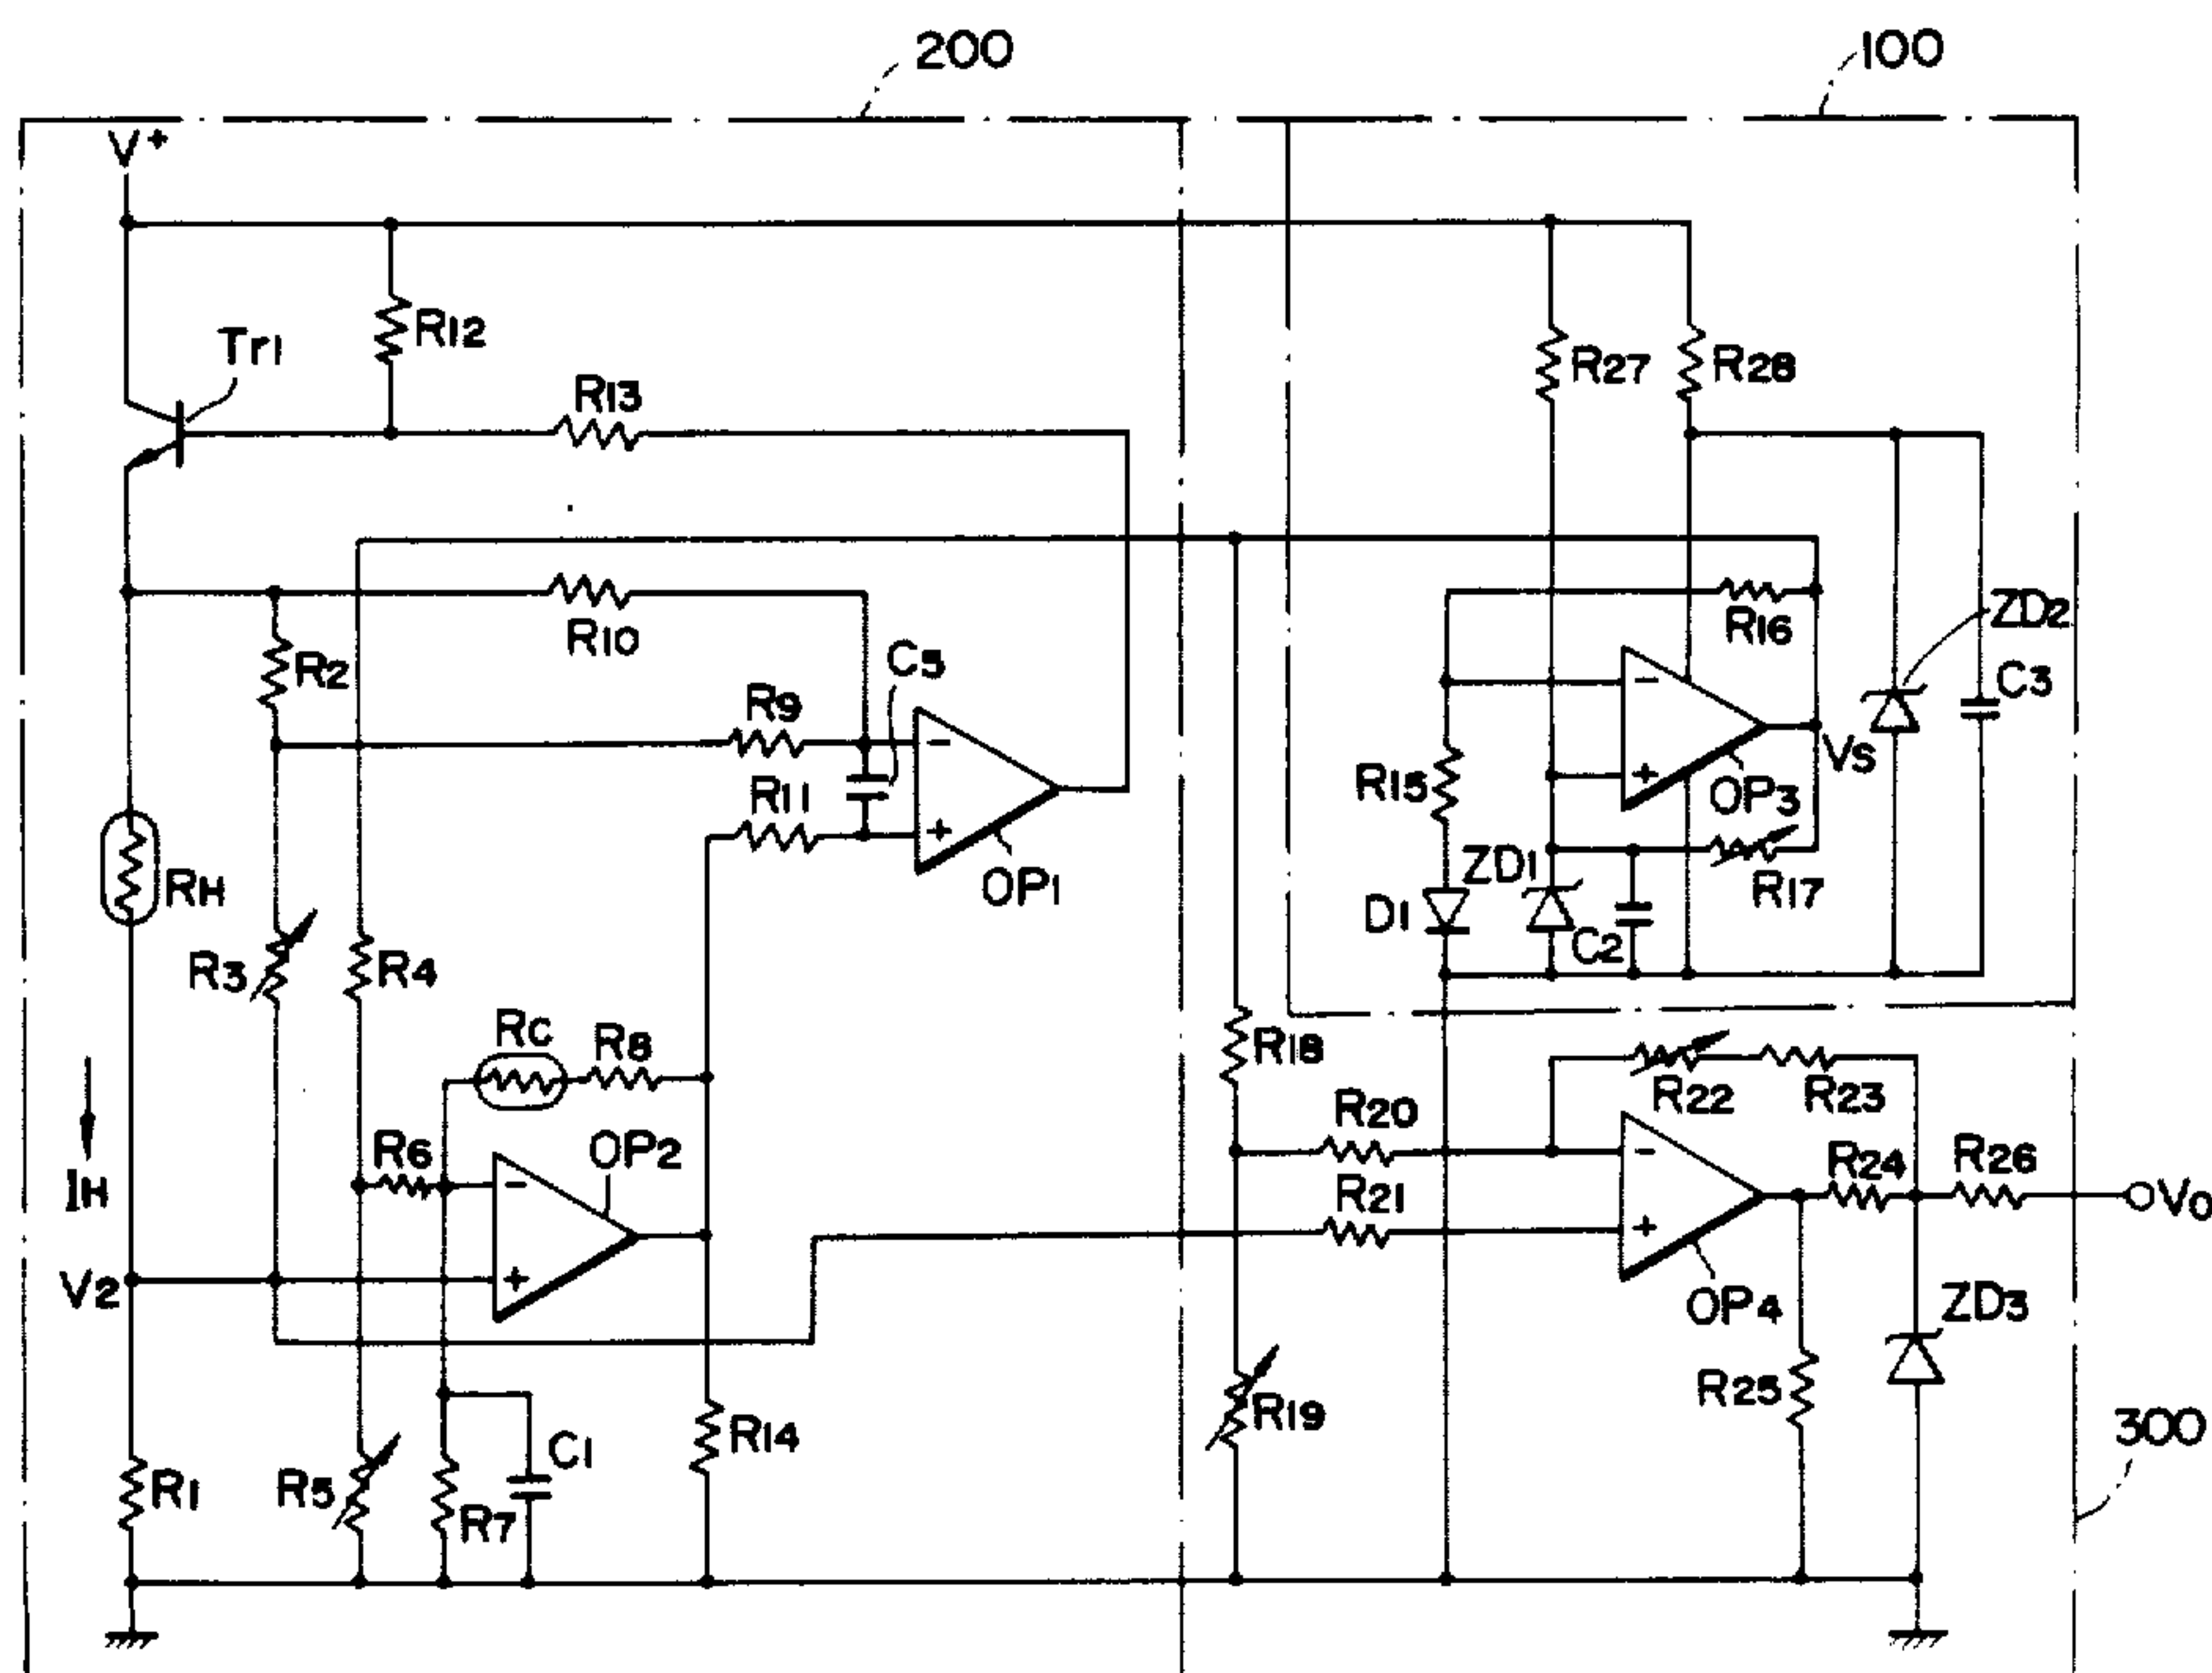 200
100
V+
Tr1
R12
R13
R27
R28
R10
R2
C5
R9
R11
OP1
R16
ZD2
C3
R15
OP3
VS
ZD1
R17
D1
C2
RH
R3
R4
RC
R8
R18
R22
R23
R20
R6
OP2
R24
R26
IH
R21
V0
V2
OP4
ZD3
R25
R19
R14
300
R1
R5
R7
C1